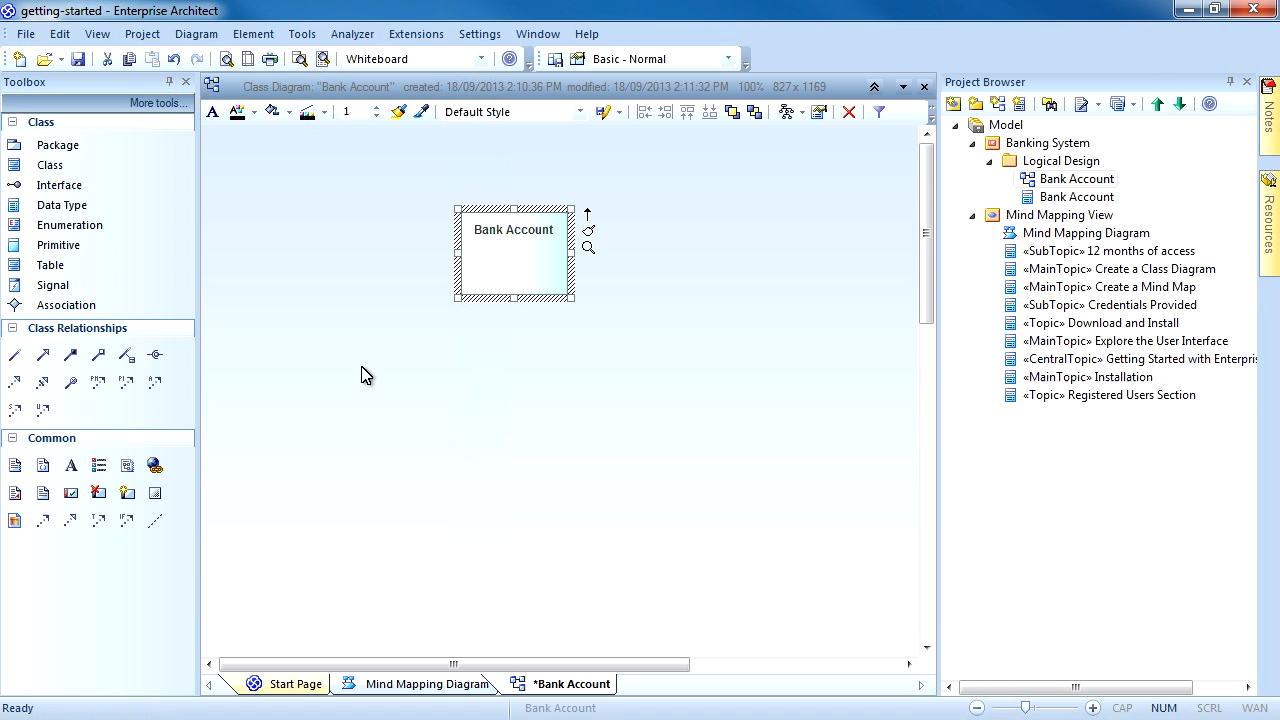 getting-started - Enterprise Architect
File Edit View Project Diagram Element Tools Analyzer Extensions Settings Window Help
Whiteboard
Basic - Normal
Toolbox
More tools...
Class
Package
Class
Interface
Data Type
Enumeration
Primitive
Table
Signal
Association
Class Relationships
Common
Class Diagram: "Bank Account" created: 18/09/2013 2:10:36 PM modified: 18/09/2013 2:11:32 PM 100% 827 x 1169
1
Default Style
Bank Account
Start Page
Mind Mapping Diagram
*Bank Account
Project Browser
Model
Banking System
Logical Design
Bank Account
Bank Account
Mind Mapping View
Mind Mapping Diagram
«SubTopic» 12 months of access
«MainTopic» Create a Class Diagram
«MainTopic» Create a Mind Map
«SubTopic» Credentials Provided
«Topic» Download and Install
«MainTopic» Explore the User Interface
«CentralTopic» Getting Started with Enterpris
«MainTopic» Installation
«Topic» Registered Users Section
Notes
Resources
Ready
Bank Account
CAP NUM SCRL WAN